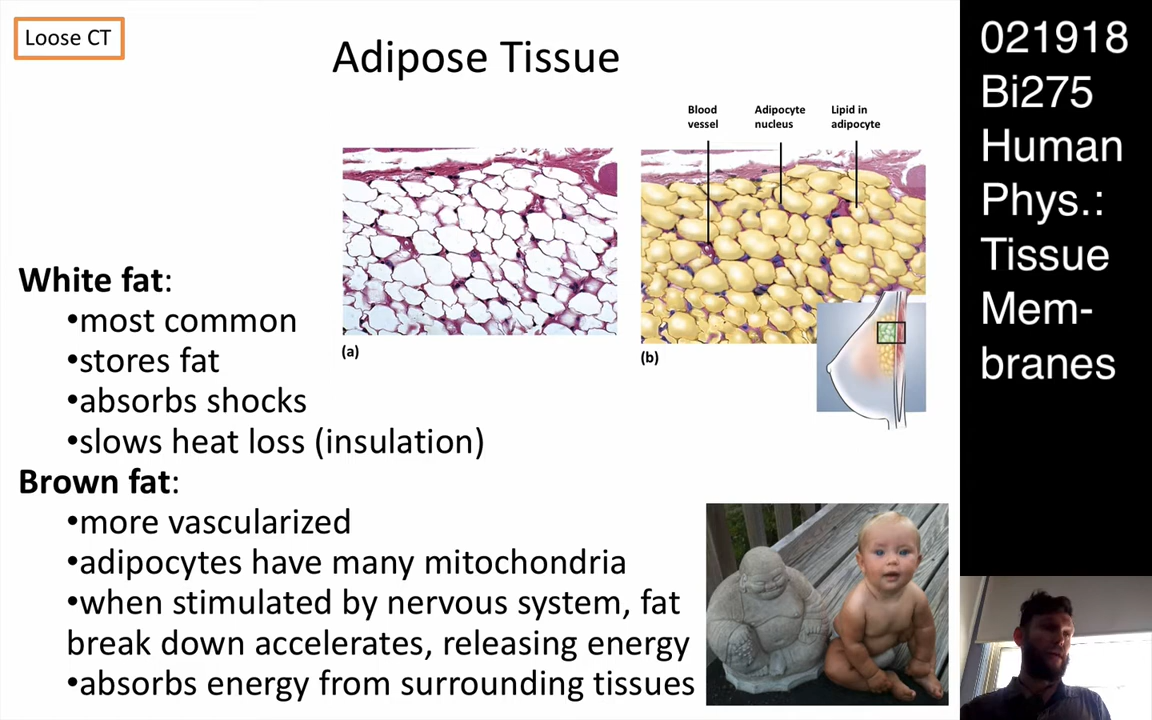 Loose CT
Adipose Tissue
Blood
vessel
Adipocyte
nucleus
Lipid in
adipocyte
(a)
(b)
White fat:
•most common
•stores fat
•absorbs shocks
•slows heat loss (insulation)
Brown fat:
•more vascularized
•adipocytes have many mitochondria
•when stimulated by nervous system, fat
break down accelerates, releasing energy
•absorbs energy from surrounding tissues
021918
Bi275
Human
Phys.:
Tissue
Mem-
branes